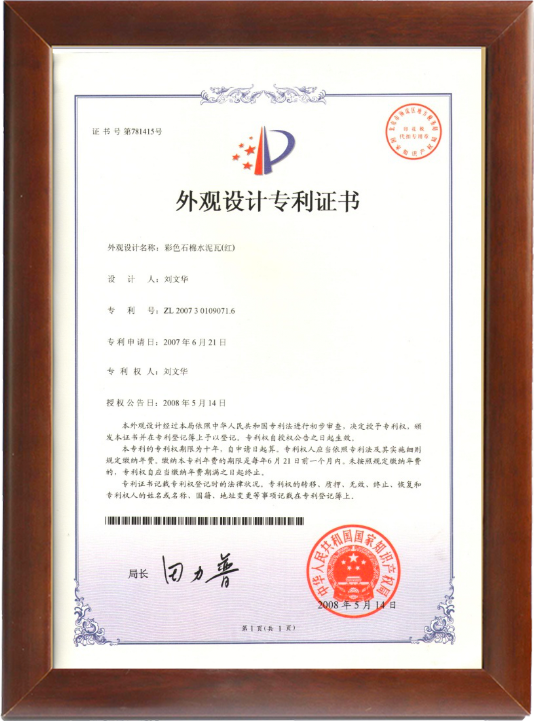 证书号第781415号
外观设计专利证书
外观设计名称：彩色石棉水泥瓦(红)
设计人：刘文华
专利号：ZL 2007 3 0109071.6
专利申请日：2007年6月21日
专利权人：刘文华
授权公告日：2008年5月14日
本外观设计经过本局依照中华人民共和国专利法进行初步审查，决定授予专利权，颁
发本证书并在专利登记簿上予以登记。专利权自授权公告之日起生效。
本专利的专利权期限为十年，自申请日起算。专利权人应当依照专利法及其实施细则
规定缴纳年费。缴纳本专利年费的期限是每年6月21日前一个月内。未按照规定缴纳年费
的，专利权自应当缴纳年费期满之日起终止。
专利证书记载专利权登记时的法律状况。专利权的转移、质押、无效、终止、恢复和
专利权人的姓名或名称、国籍、地址变更等事项记载在专利登记簿上。
局长
田力普
中华人民共和国国家知识产权局
2008年5月14日
第1页(共1页)